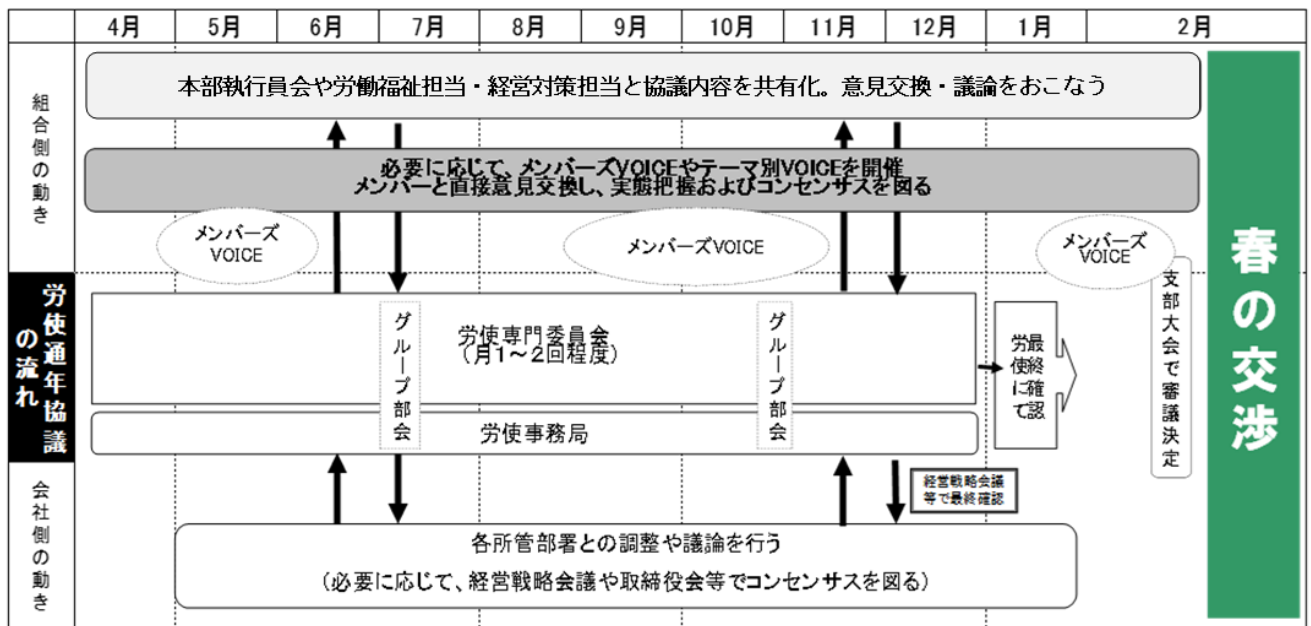 4月 5月 6月 7月 8月 9月 10月 11月 12月 1月 2月
組合側の動き
本部執行員会や労働福祉担当・経営対策担当と協議内容を共有化。意見交換・議論をおこなう
必要に応じて、メンバーズVOICEやテーマ別VOICEを開催
メンバーと直接意見交換し、実態把握およびコンセンサスを図る
メンバーズ
VOICE
メンバーズVOICE
メンバーズ
VOICE
春の交渉
労使通年協議
の流れ
労使専門委員会
(月1~2回程度)
グループ部会
グループ部会
労使にて
最終確認
支部大会で審議決定
労使事務局
会社側の動き
経営戦略会議
等で最終確認
各所管部署との調整や議論を行う
(必要に応じて、経営戦略会議や取締役会等でコンセンサスを図る)